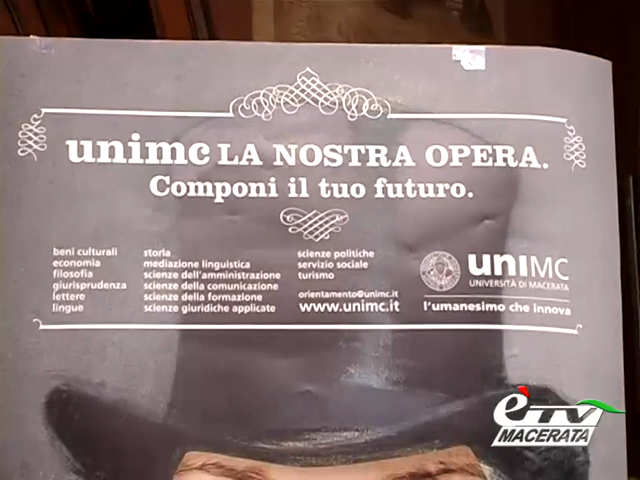 unimc LA NOSTRA OPERA.
Componi il tuo futuro.
beni culturali
economia
filosofia
giurisprudenza
lettere
lingue
storia
mediazione linguistica
scienze dell'amministrazione
scienze della comunicazione
scienze della formazione
scienze giuridiche applicate
scienze politiche
servizio sociale
turismo
orientamento@unimc.it
www.unimc.it
uniMC
UNIVERSITÀ DI MACERATA
l'umanesimo che innova
èTV
MACERATA